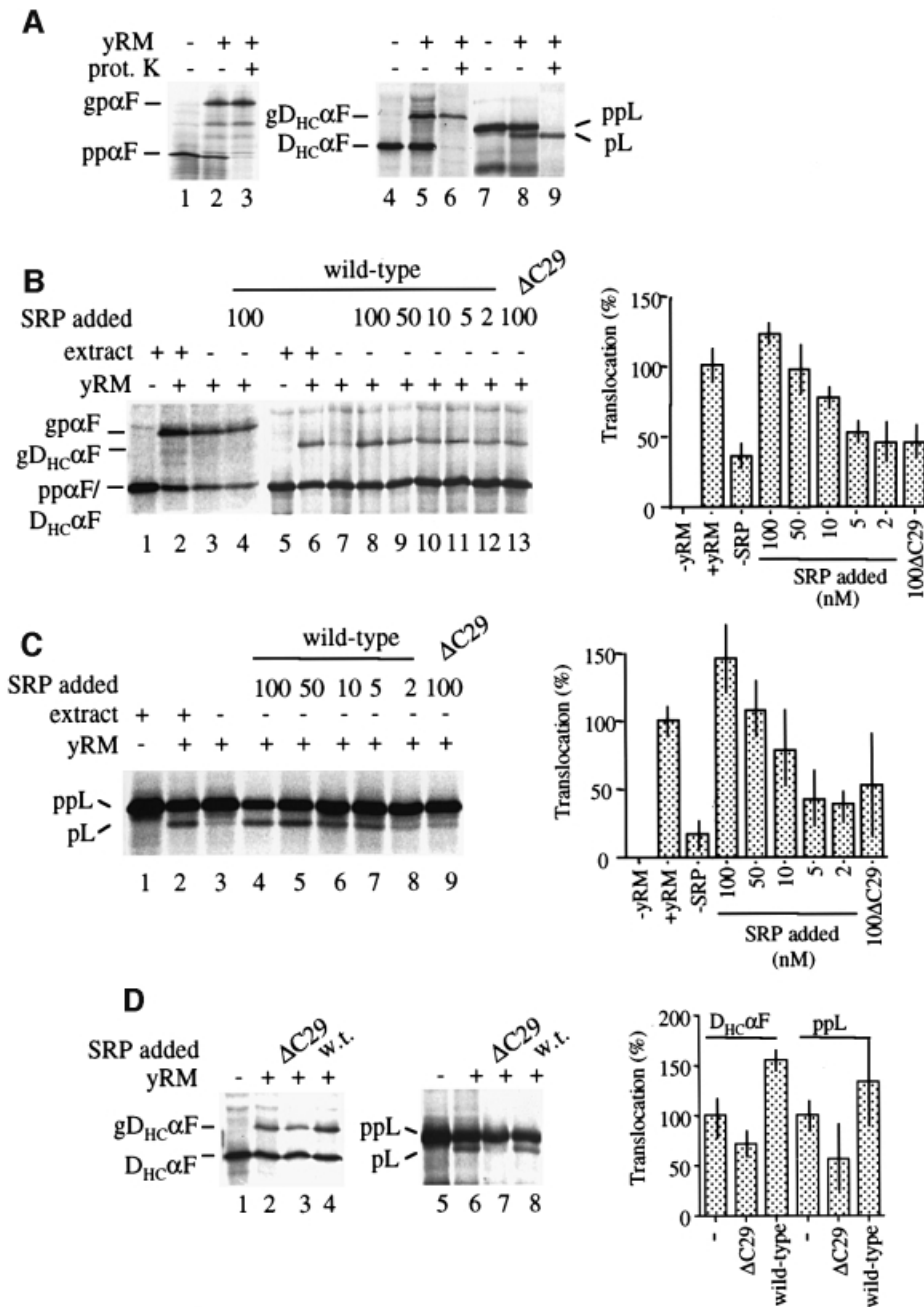 A
yRM - + + - + + - + +
prot. K - - + - - + - - +
gpαF
ppαF
gD_HCαF
D_HCαF
ppL
pL
1 2 3 4 5 6 7 8 9
B
wild-type ΔC29
SRP added 100 100 50 10 5 2 100
extract + + - - + + - - - - - - -
yRM - + + + - + + + + + + + +
gpαF
gD_HCαF
ppαF/
D_HCαF
1 2 3 4 5 6 7 8 9 10 11 12 13
Translocation (%)
150
100
50
0
-yRM +yRM -SRP 100 50 10 5 2 100ΔC29
SRP added
(nM)
C
wild-type ΔC29
SRP added 100 50 10 5 2 100
extract + + - - - - - - -
yRM - + + + + + + + +
ppL
pL
1 2 3 4 5 6 7 8 9
Translocation (%)
150
100
50
0
-yRM +yRM -SRP 100 50 10 5 2 100ΔC29
SRP added
(nM)
D
SRP added ΔC29 w.t. ΔC29 w.t.
yRM - + + + - + + +
gD_HCαF
D_HCαF
ppL
pL
1 2 3 4 5 6 7 8
Translocation (%)
200
150
100
50
0
D_HCαF ppL
- ΔC29 wild-type - ΔC29 wild-type